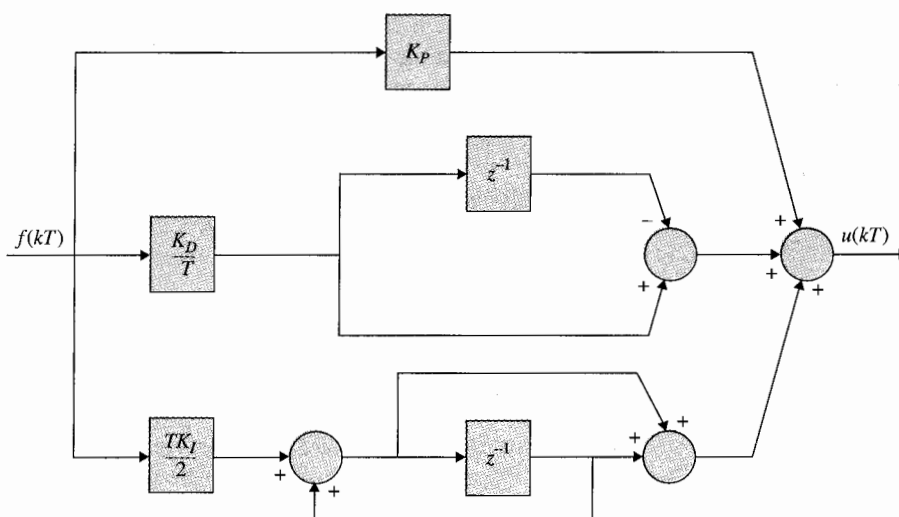 K_P
z⁻¹
f(kT)
K_D
T
−
+
+
+
+
u(kT)
TK_I
2
+
+
z⁻¹
+
+